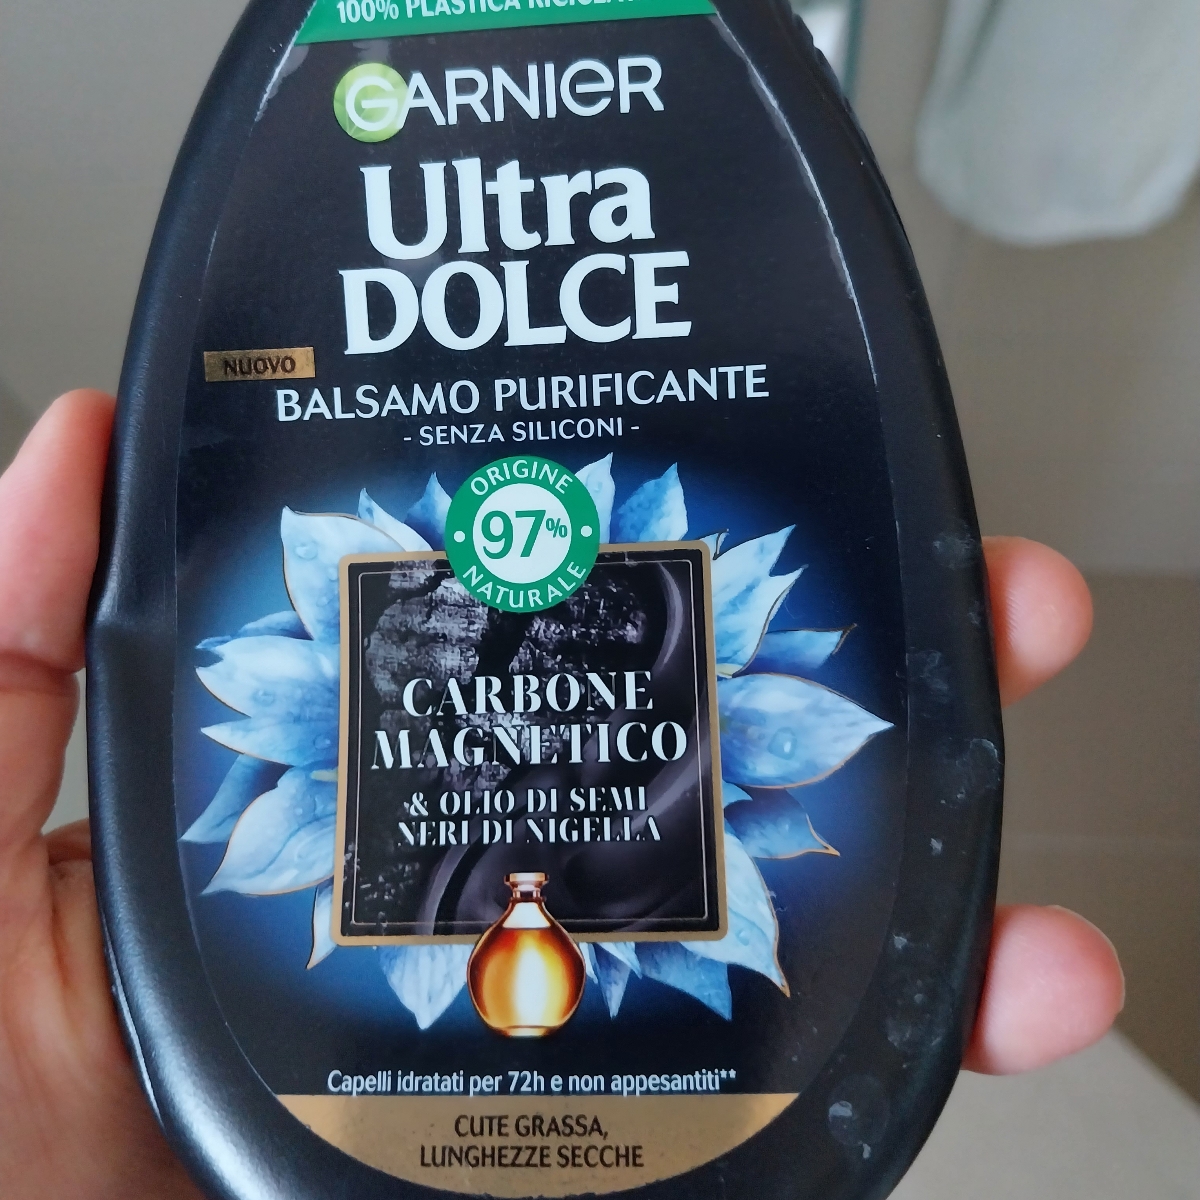 100% PLASTICA
GARNIER
Ultra
DOLCE
NUOVO
BALSAMO PURIFICANTE
- SENZA SILICONI -
ORIGINE
97%
NATURALE
CARBONE
MAGNETICO
& OLIO DI SEMI
NERI DI NIGELLA
Capelli idratati per 72h e non appesantiti**
CUTE GRASSA,
LUNGHEZZE SECCHE